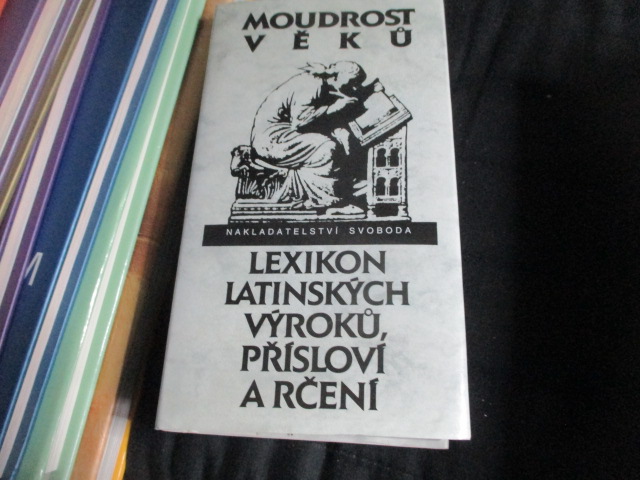 MOUDROST
VĚKŮ
NAKLADATELSTVÍ SVOBODA
LEXIKON
LATINSKÝCH
VÝROKŮ,
PŘÍSLOVÍ
A RČENÍ